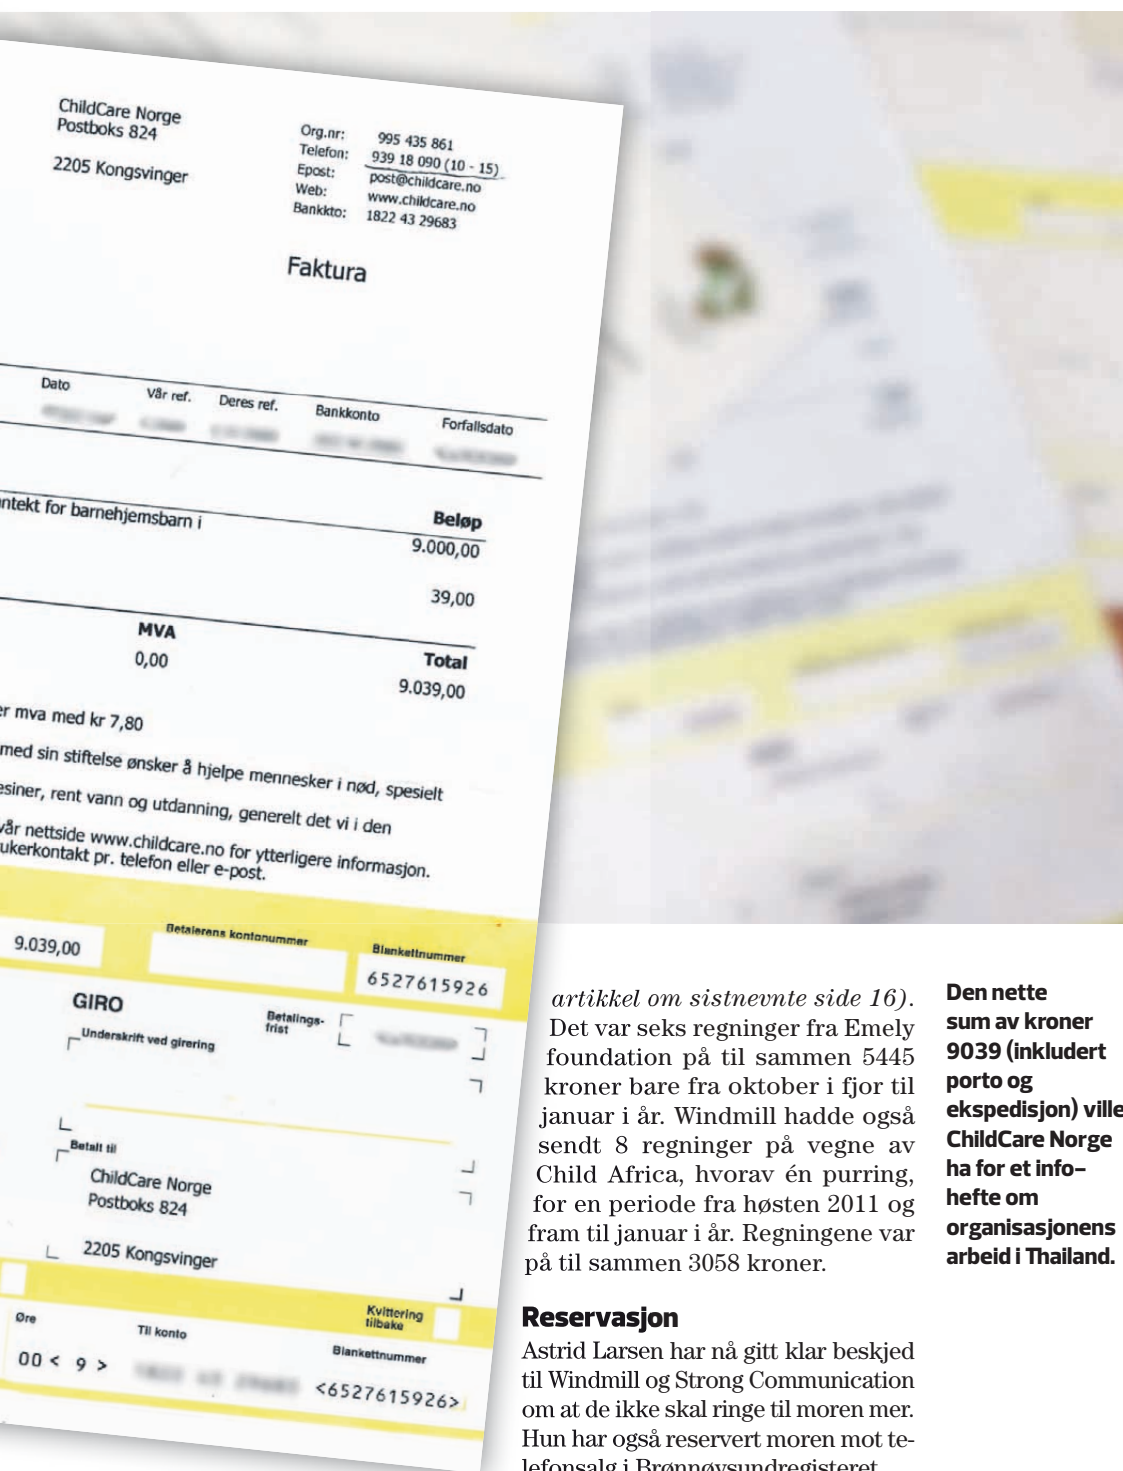 ChildCare Norge
Postboks 824
2205 Kongsvinger
Org.nr: 995 435 861
Telefon: 939 18 090 (10 - 15)
Epost: post@childcare.no
Web: www.childcare.no
Bankkto: 1822 43 29683
Faktura
Dato Vår ref. Deres ref. Bankkonto Forfallsdato
Beløp
ntekt for barnehjemsbarn i 9.000,00
39,00
MVA Total
0,00 9.039,00
er mva med kr 7,80
med sin stiftelse ønsker å hjelpe mennesker i nød, spesielt
esiner, rent vann og utdanning, generelt det vi i den
vår nettside www.childcare.no for ytterligere informasjon.
ukerkontakt pr. telefon eller e-post.
Betalerens kontonummer Blankettnummer
9.039,00 6527615926
GIRO
Betalings-
frist
Underskrift ved girering
Betalt til
ChildCare Norge
Postboks 824
2205 Kongsvinger
Kvittering
tilbake
Øre Til konto Blankettnummer
00 < 9 > <6527615926>
artikkel om sistnevnte side 16).
Det var seks regninger fra Emely
foundation på til sammen 5445
kroner bare fra oktober i fjor til
januar i år. Windmill hadde også
sendt 8 regninger på vegne av
Child Africa, hvorav én purring,
for en periode fra høsten 2011 og
fram til januar i år. Regningene var
på til sammen 3058 kroner.
Reservasjon
Astrid Larsen har nå gitt klar beskjed
til Windmill og Strong Communication
om at de ikke skal ringe til moren mer.
Hun har også reservert moren mot te-
lefonsalg i Brønnøysundregisteret
Den nette
sum av kroner
9039 (inkludert
porto og
ekspedisjon) ville
ChildCare Norge
ha for et info-
hefte om
organisasjonens
arbeid i Thailand.